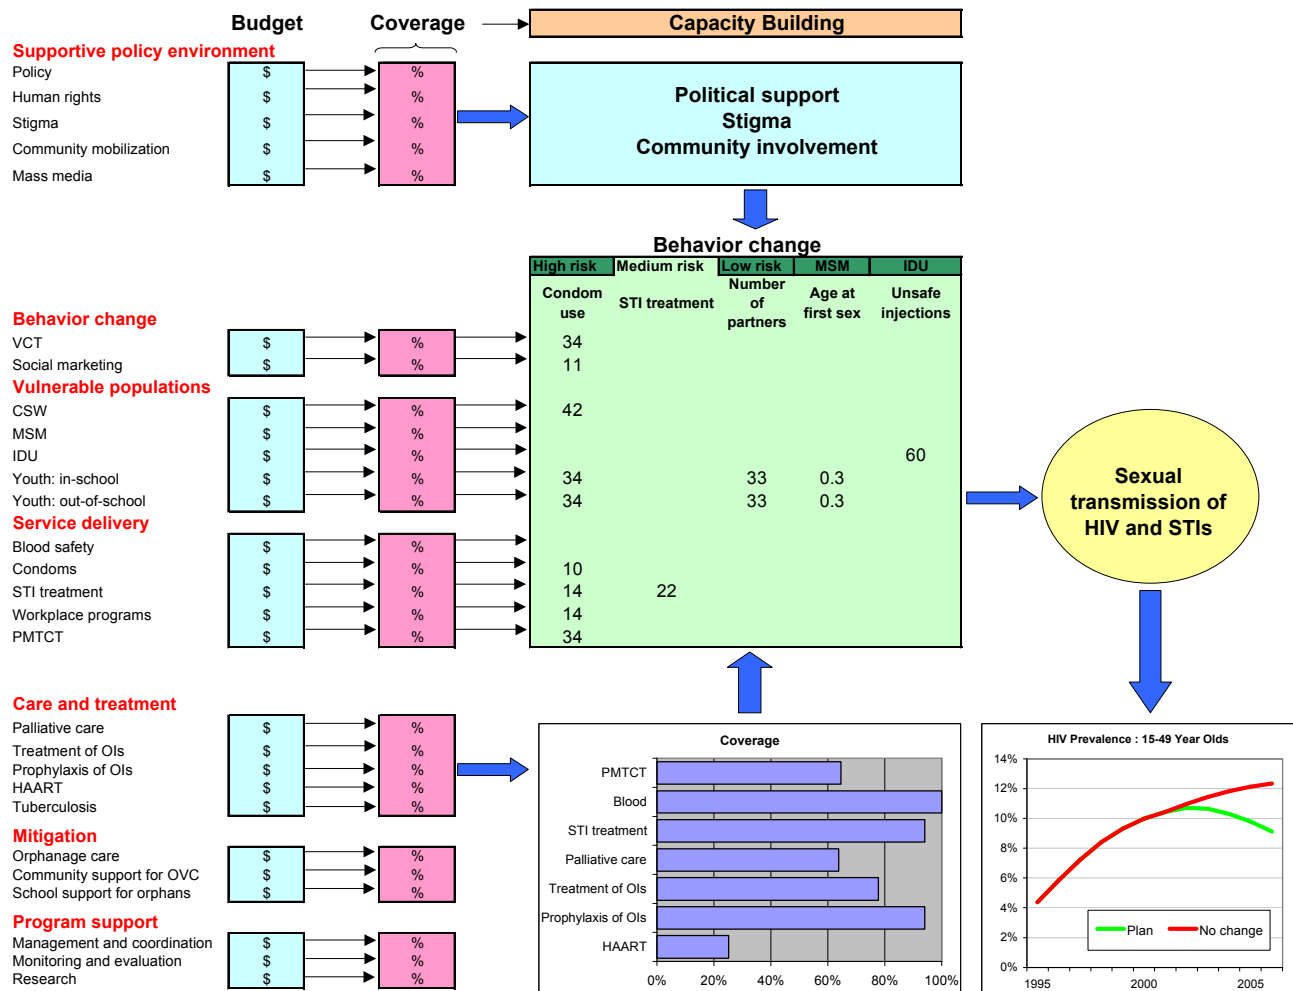 Budget Coverage Capacity Building
Supportive policy environment
Policy $ %
Human rights $ %
Stigma $ %
Community mobilization $ %
Mass media $ %
Political support
Stigma
Community involvement
Behavior change
High risk Medium risk Low risk MSM IDU
Condom use STI treatment Number of partners Age at first sex Unsafe injections
Behavior change
VCT $ % 34
Social marketing $ % 11
Vulnerable populations
CSW $ % 42
MSM $ %
IDU $ % 60
Youth: in-school $ % 34 33 0.3
Youth: out-of-school $ % 34 33 0.3
Service delivery
Blood safety $ %
Condoms $ % 10
STI treatment $ % 14 22
Workplace programs $ % 14
PMTCT $ % 34
Sexual
transmission of
HIV and STIs
Care and treatment
Palliative care $ %
Treatment of OIs $ %
Prophylaxis of OIs $ %
HAART $ %
Tuberculosis $ %
Mitigation
Orphanage care $ %
Community support for OVC $ %
School support for orphans $ %
Program support
Management and coordination $ %
Monitoring and evaluation $ %
Research $ %
Coverage
PMTCT
Blood
STI treatment
Palliative care
Treatment of OIs
Prophylaxis of OIs
HAART
0% 20% 40% 60% 80% 100%
HIV Prevalence : 15-49 Year Olds
14%
12%
10%
8%
6%
4%
2%
0%
Plan No change
1995 2000 2005